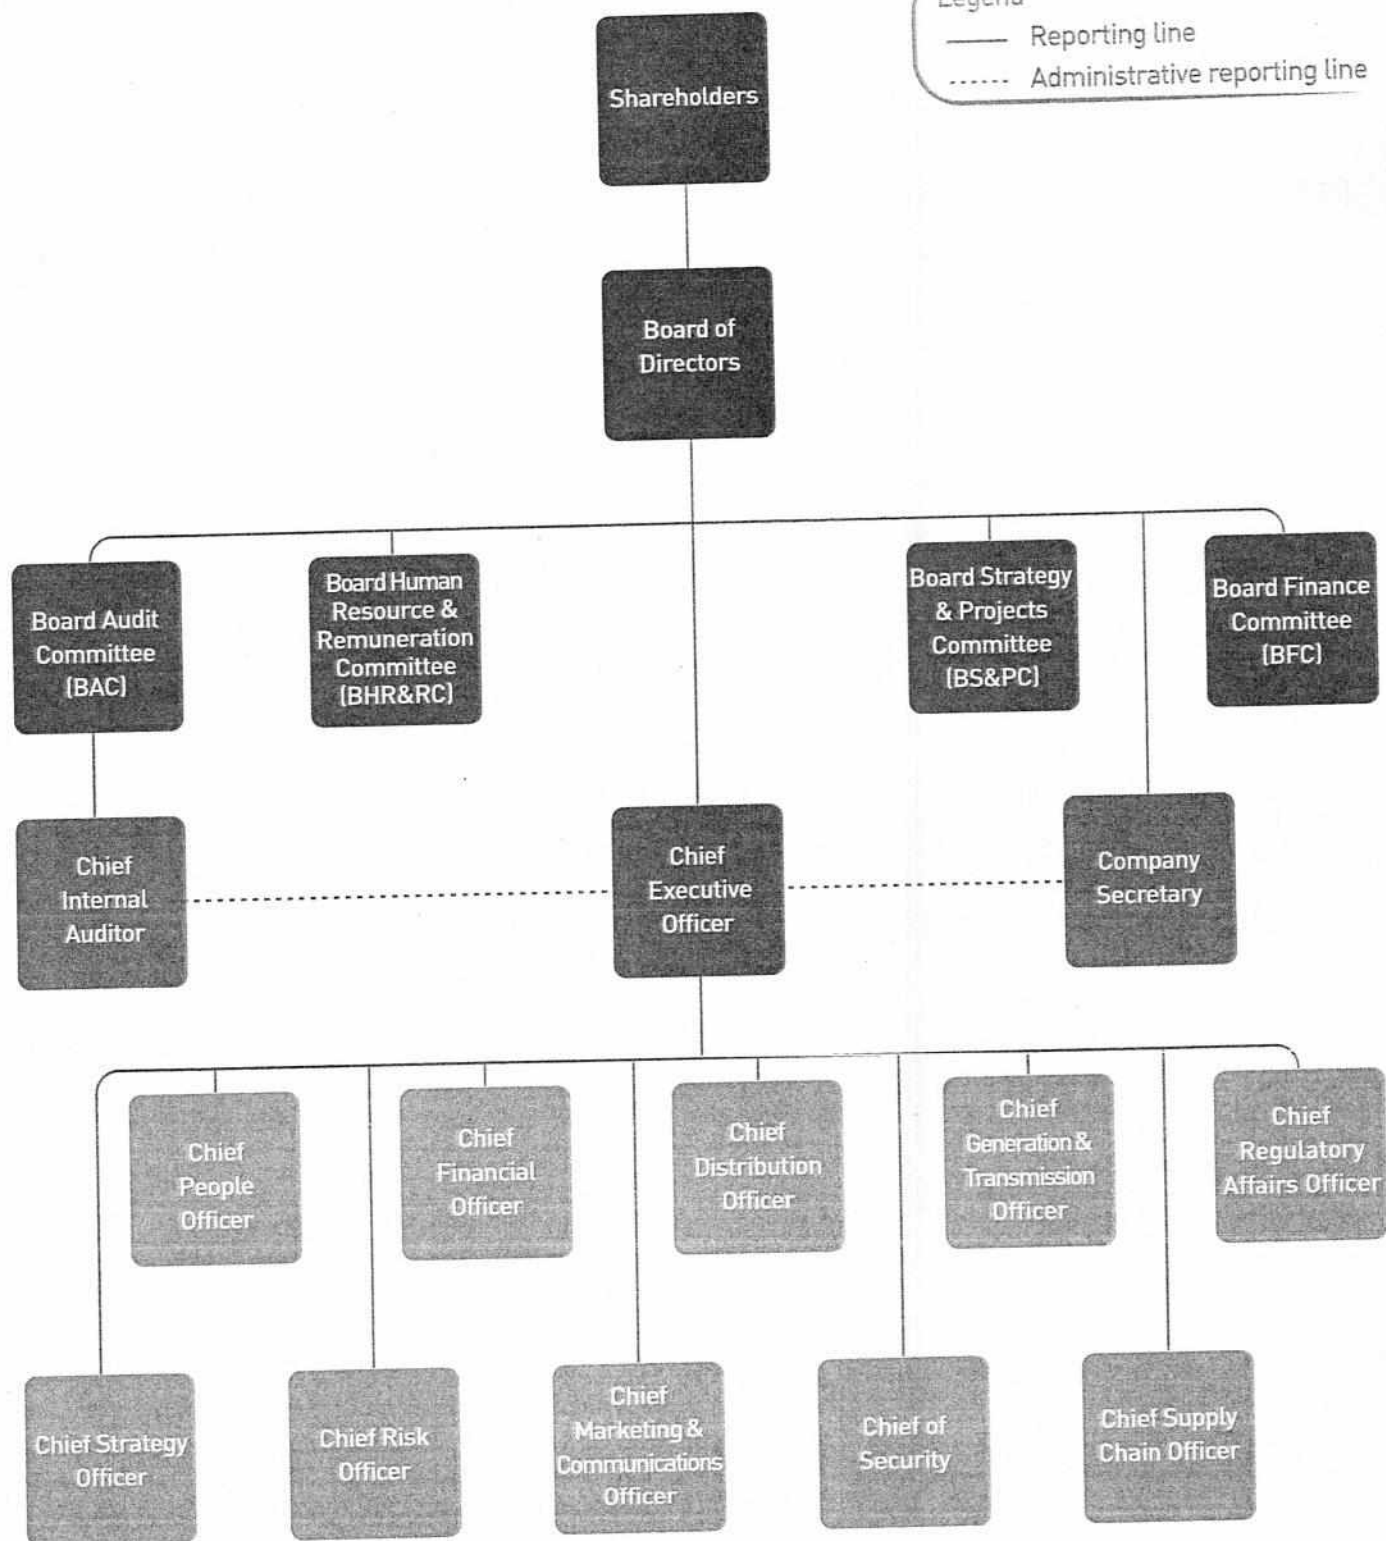 Legend
Reporting line
Administrative reporting line
Shareholders
Board of
Directors
Board Audit
Committee
(BAC)
Board Human
Resource &
Remuneration
Committee
(BHR&RC)
Board Strategy
& Projects
Committee
(BS&PC)
Board Finance
Committee
(BFC)
Chief
Internal
Auditor
Chief
Executive
Officer
Company
Secretary
Chief
People
Officer
Chief
Financial
Officer
Chief
Distribution
Officer
Chief
Generation &
Transmission
Officer
Chief
Regulatory
Affairs Officer
Chief Strategy
Officer
Chief Risk
Officer
Chief
Marketing &
Communications
Officer
Chief of
Security
Chief Supply
Chain Officer